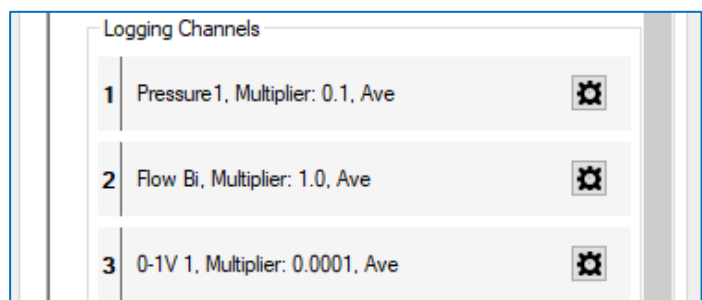 Logging Channels
1 Pressure1, Multiplier: 0.1, Ave
2 Flow Bi, Multiplier: 1.0, Ave
3 0-1V 1, Multiplier: 0.0001, Ave